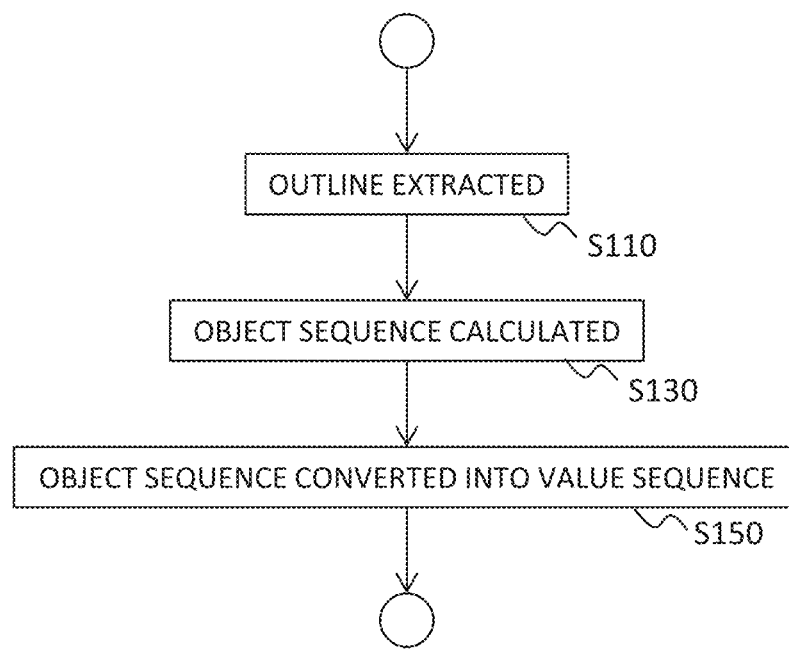 OUTLINE EXTRACTED
S110
OBJECT SEQUENCE CALCULATED
S130
OBJECT SEQUENCE CONVERTED INTO VALUE SEQUENCE
S150